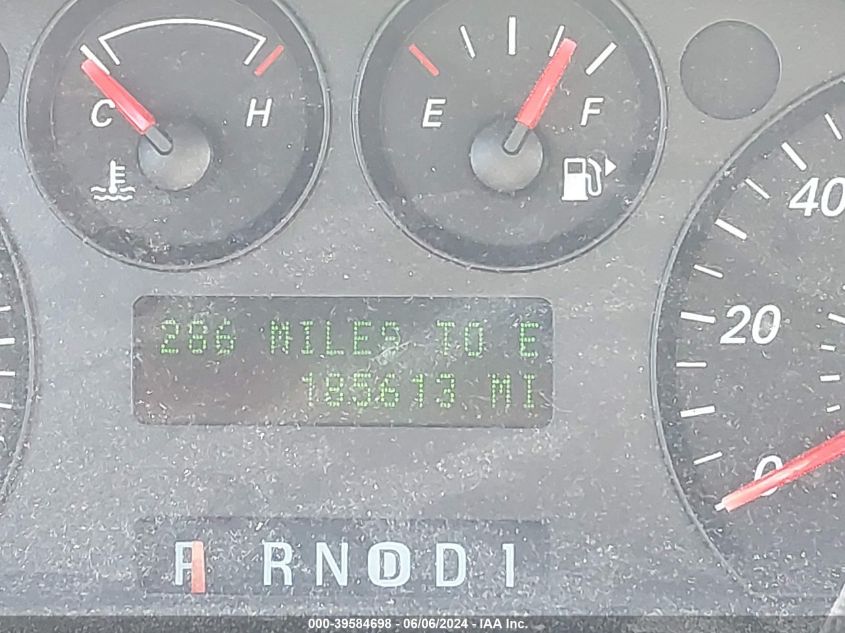 C H
E F
40
20
0
286 MILES TO E
185613 MI
P R N D D 1
000-39584698 - 06/06/2024 - IAA Inc.